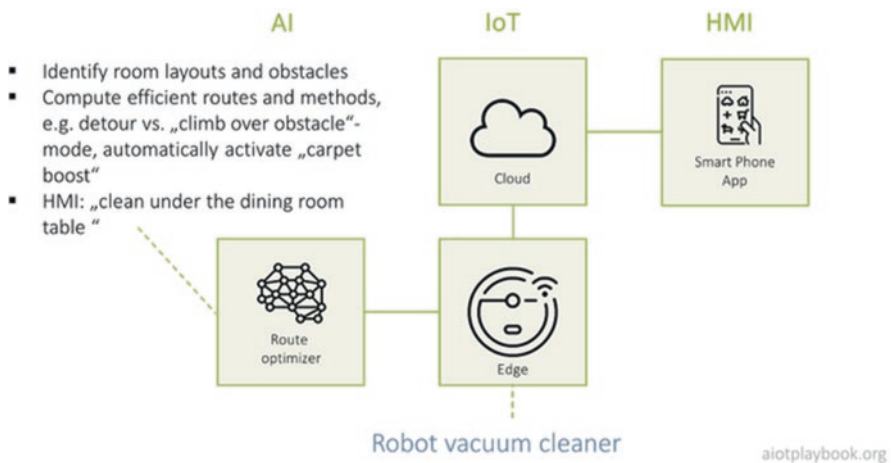 AI
IoT
HMI
▪ Identify room layouts and obstacles
▪ Compute efficient routes and methods,
e.g. detour vs. „climb over obstacle“-
mode, automatically activate „carpet
boost“
▪ HMI: „clean under the dining room
table “
Cloud
Smart Phone
App
Route
optimizer
Edge
Robot vacuum cleaner
aiotplaybook.org